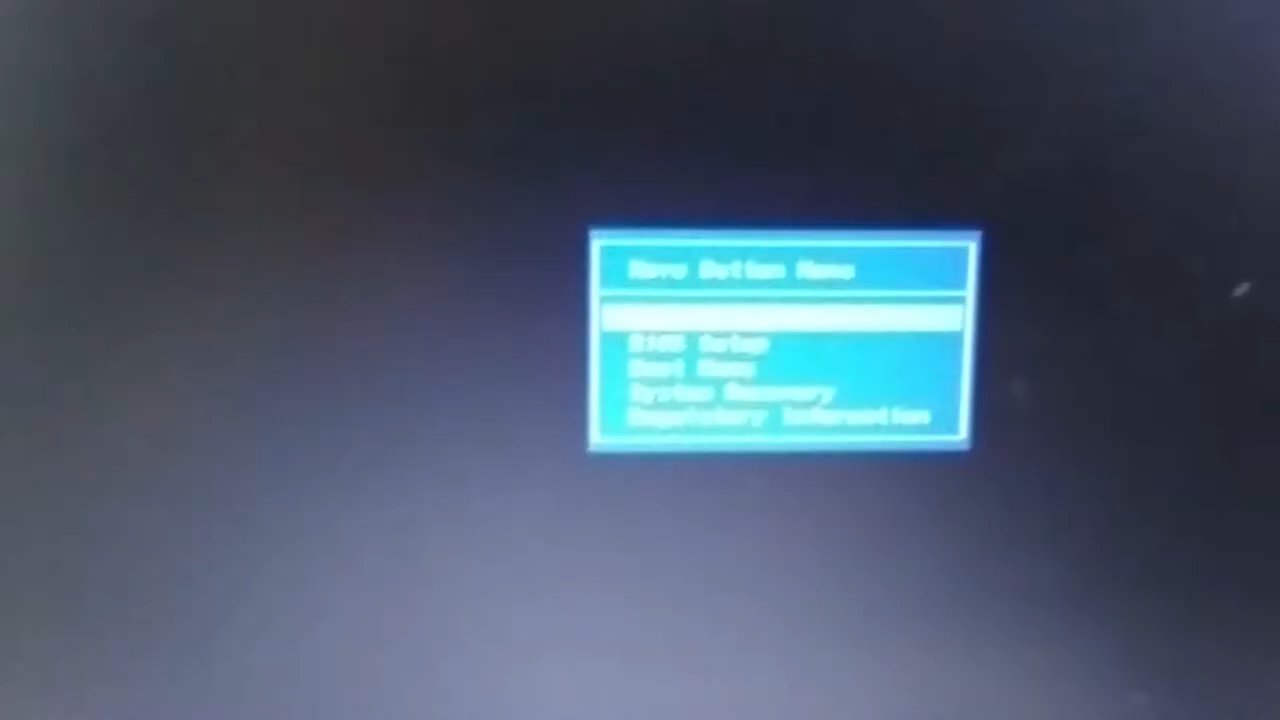 Novo Button Menu
BIOS Setup
Boot Menu
System Recovery
Regulatory Information